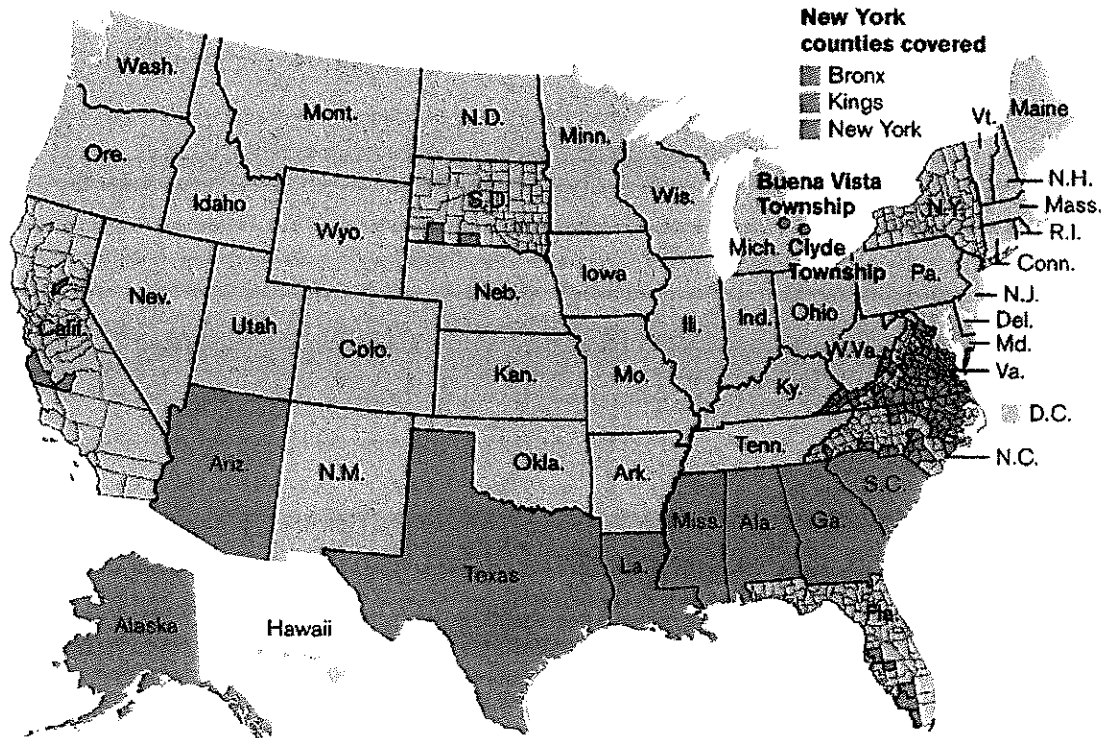 New York
counties covered
Bronx
Kings
New York
Wash.
Mont.
N.D.
Minn.
Vt.
Maine
Ore.
Idaho
S.D.
Wis.
Buena Vista
Township
N.Y.
N.H.
Mass.
R.I.
Wyo.
Mich.
Clyde
Township
Conn.
Iowa
Pa.
Nev.
Neb.
N.J.
Calif.
Utah
Colo.
Ill.
Ind.
Ohio
Del.
Md.
W.Va.
Va.
Kan.
Mo.
Ky.
D.C.
Ariz.
N.M.
Okla.
Ark.
Tenn.
N.C.
S.C.
Miss.
Ala.
Ga.
Texas
La.
Fla.
Alaska
Hawaii